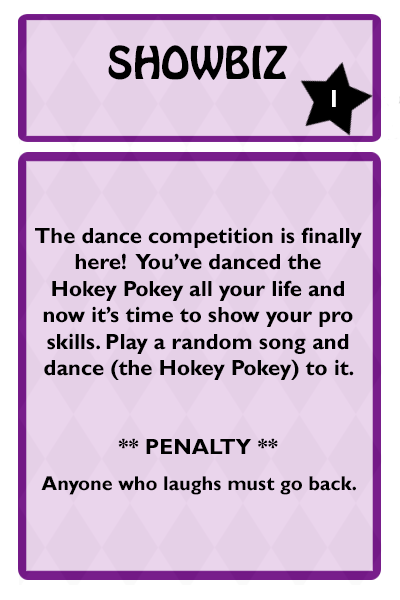 SHOWBIZ
1
The dance competition is finally
here! You’ve danced the
Hokey Pokey all your life and
now it’s time to show your pro
skills. Play a random song and
dance (the Hokey Pokey) to it.
** PENALTY **
Anyone who laughs must go back.